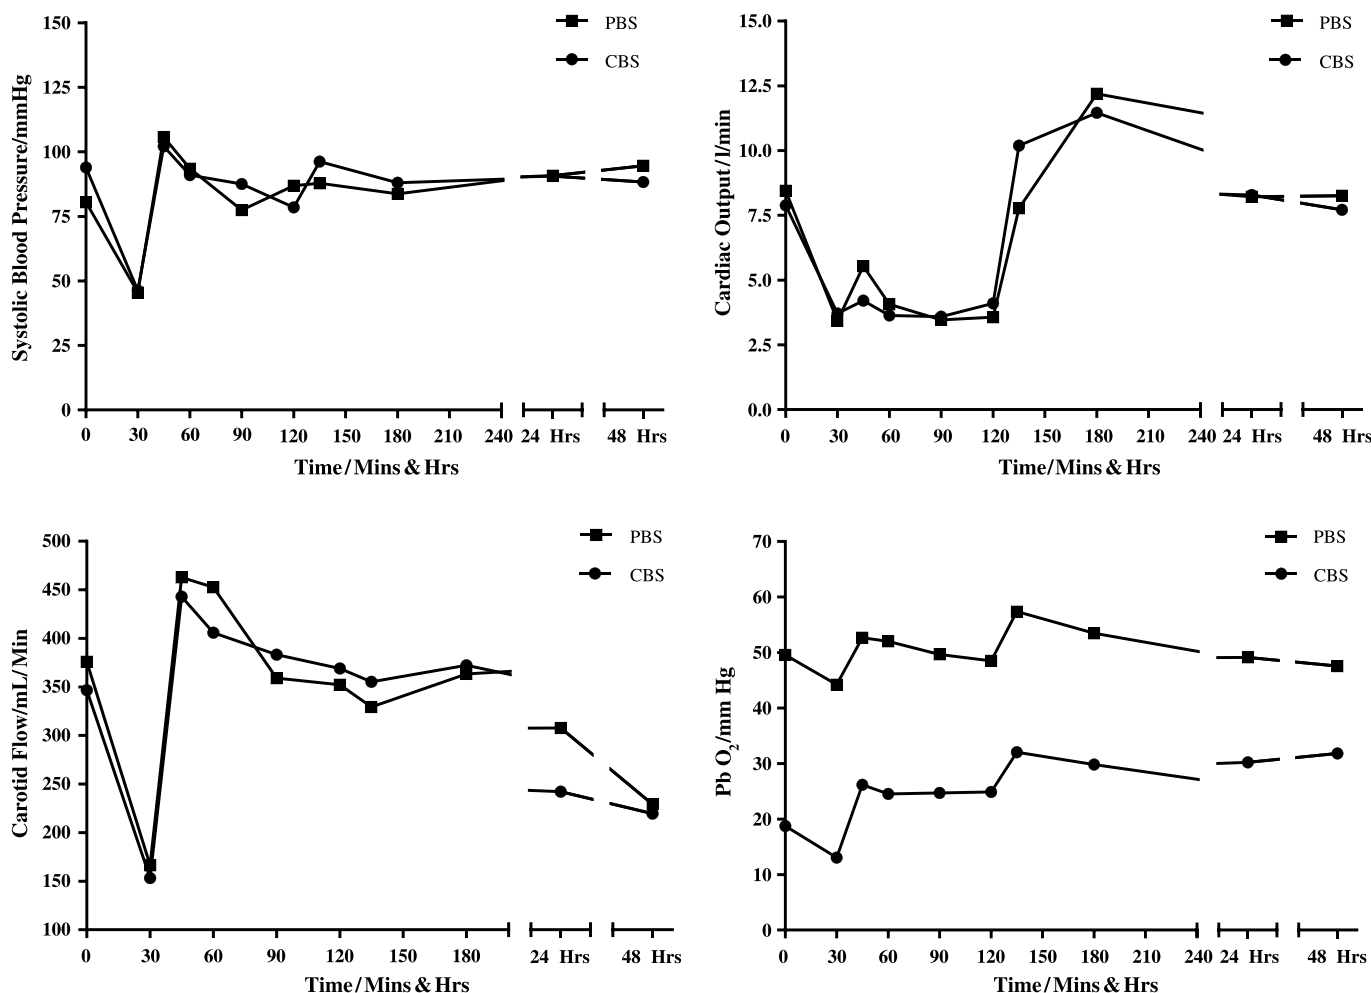 Systolic Blood Pressure/mmHg
150
125
100
75
50
25
0
PBS
CBS
0 30 60 90 120 150 180 210 240 24 Hrs 48 Hrs
Time/Mins & Hrs
Cardiac Output/l/min
15.0
12.5
10.0
7.5
5.0
2.5
0.0
PBS
CBS
0 30 60 90 120 150 180 210 240 24 Hrs 48 Hrs
Time/Mins & Hrs
Carotid Flow/mL/Min
500
450
400
350
300
250
200
150
100
PBS
CBS
0 30 60 90 120 150 180 24 Hrs 48 Hrs
Time/Mins & Hrs
Pb O2/mm Hg
70
60
50
40
30
20
10
0
PBS
CBS
0 30 60 90 120 150 180 210 240 24 Hrs 48 Hrs
Time/Mins & Hrs